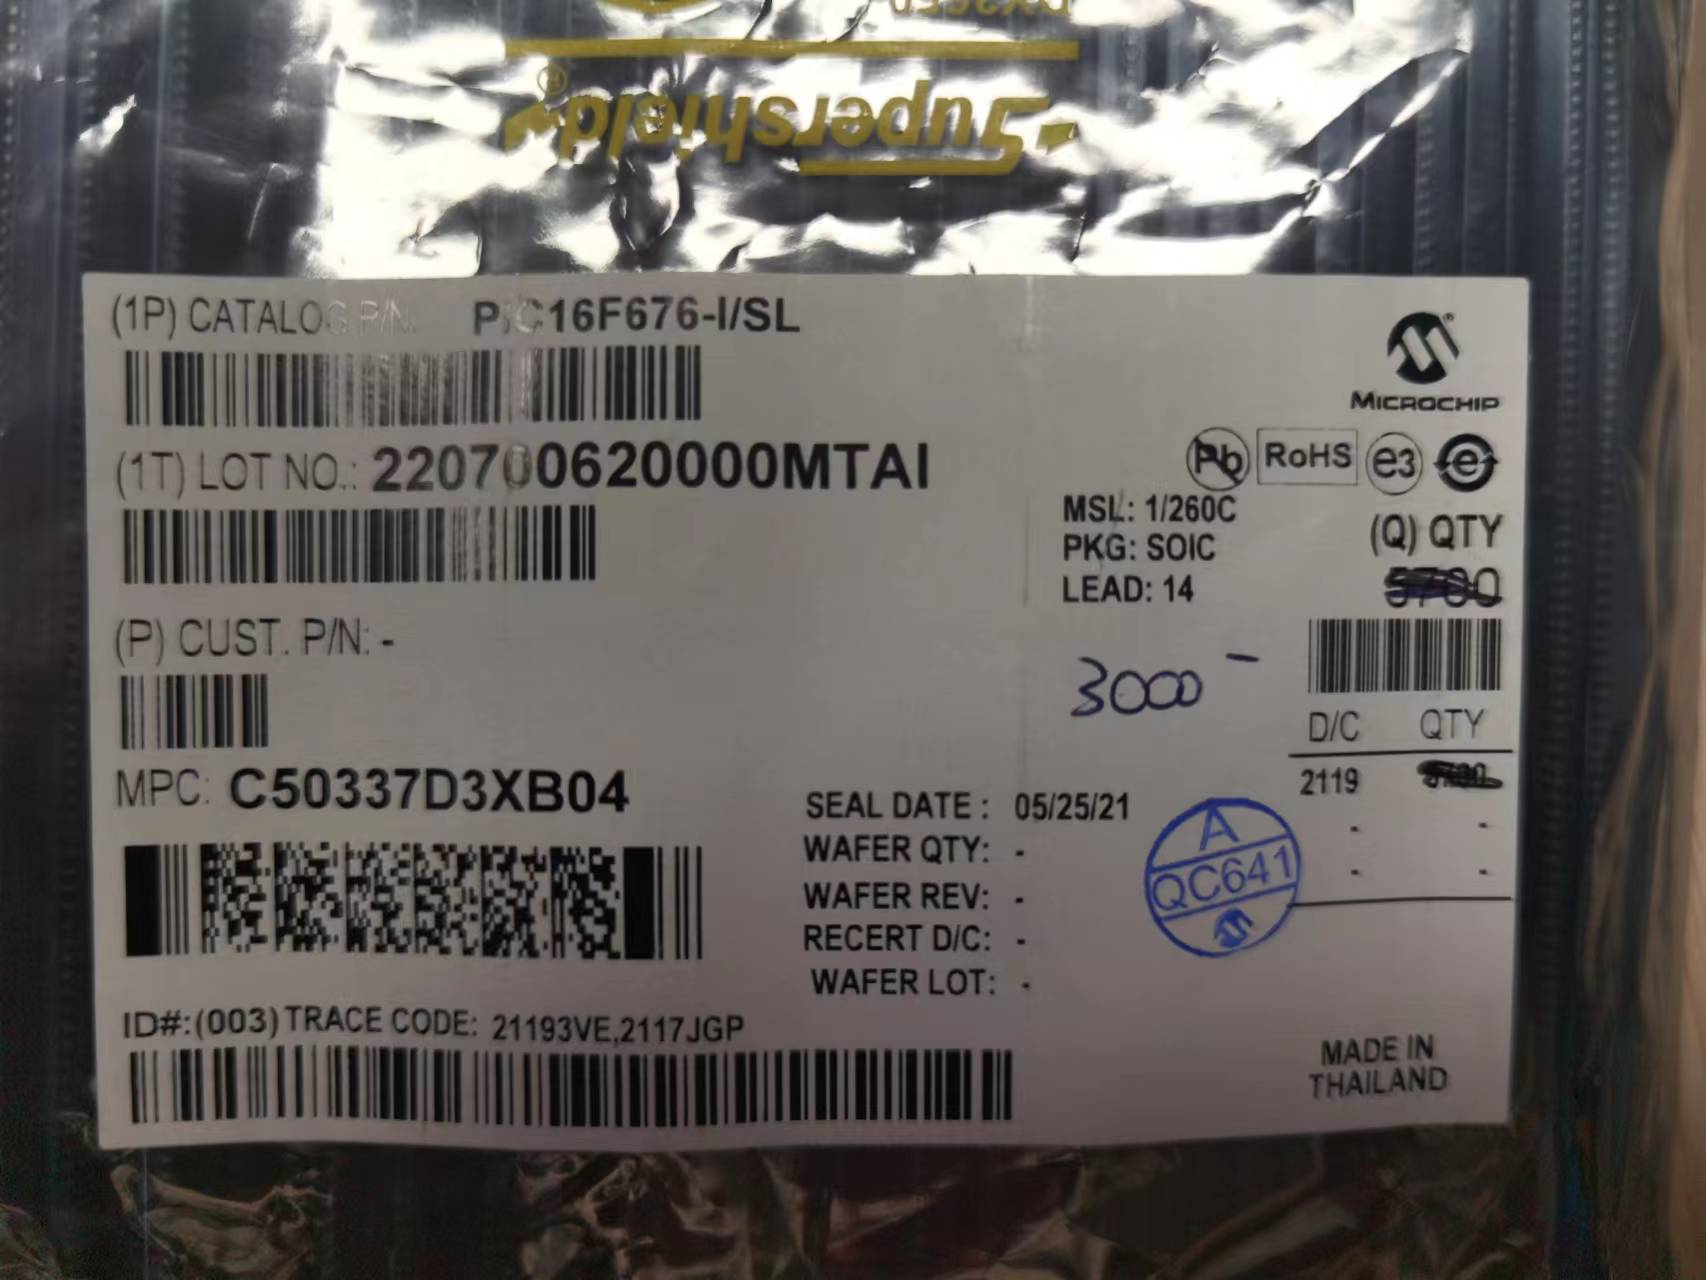 Supershield®
(1P) CATALOG P/N: PIC16F676-I/SL
MICROCHIP
(1T) LOT NO.: 220700620000MTAI
Pb RoHS e3 e
MSL: 1/260C
PKG: SOIC
LEAD: 14
(Q) QTY
5700
(P) CUST. P/N: -
3000 -
D/C QTY
2119
- -
- -
MPC: C50337D3XB04
SEAL DATE : 05/25/21
WAFER QTY: -
WAFER REV: -
RECERT D/C: -
WAFER LOT: -
A
QC641
ID#:(003) TRACE CODE: 21193VE,2117JGP
MADE IN
THAILAND